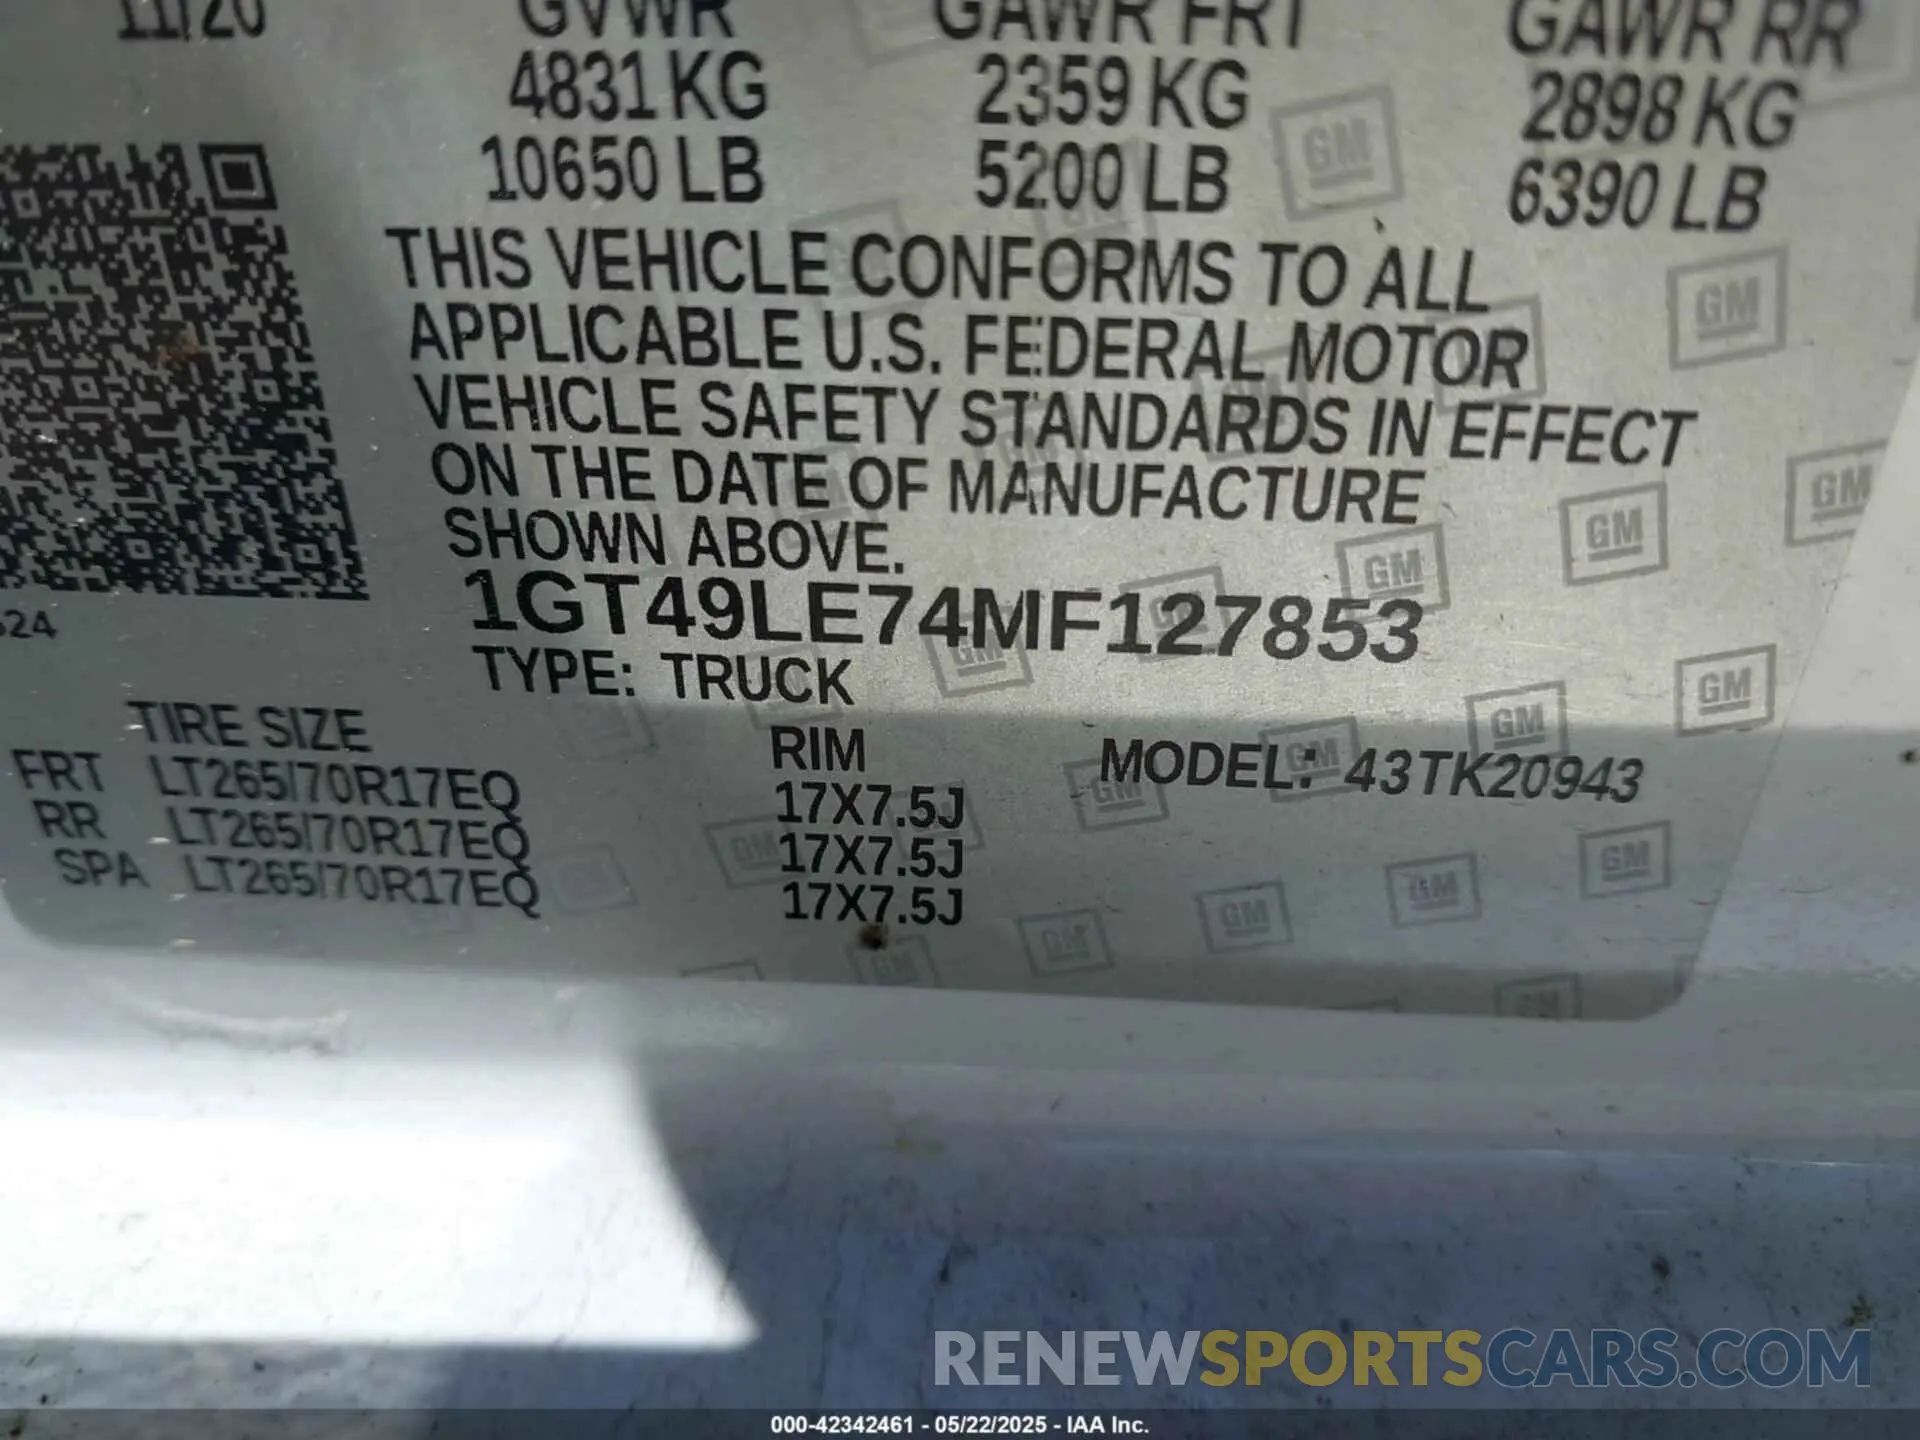 11/20 GVWR GAWR FRT GAWR RR
4831 KG 2359 KG 2898 KG
10650 LB 5200 LB 6390 LB
THIS VEHICLE CONFORMS TO ALL
APPLICABLE U.S. FEDERAL MOTOR
VEHICLE SAFETY STANDARDS IN EFFECT
ON THE DATE OF MANUFACTURE
SHOWN ABOVE.
1GT49LE74MF127853
TYPE: TRUCK
TIRE SIZE RIM MODEL: 43TK20943
FRT LT265/70R17EQ 17X7.5J
RR LT265/70R17EQ 17X7.5J
SPA LT265/70R17EQ 17X7.5J
GM
RENEWSPORTSCARS.COM
000-42342461 - 05/22/2025 - IAA Inc.